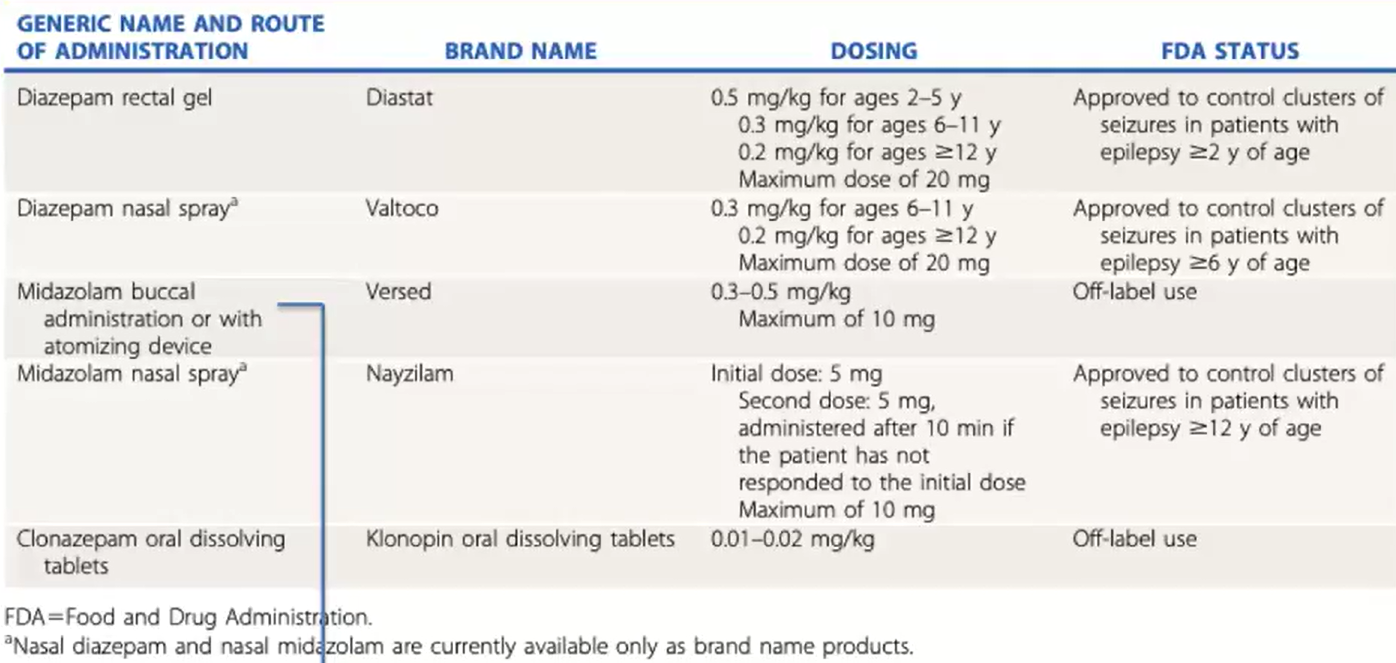 GENERIC NAME AND ROUTE
OF ADMINISTRATION BRAND NAME DOSING FDA STATUS
Diazepam rectal gel Diastat 0.5 mg/kg for ages 2–5 y Approved to control clusters of
0.3 mg/kg for ages 6–11 y seizures in patients with
0.2 mg/kg for ages ≥12 y epilepsy ≥2 y of age
Maximum dose of 20 mg
Diazepam nasal sprayᵃ Valtoco 0.3 mg/kg for ages 6–11 y Approved to control clusters of
0.2 mg/kg for ages ≥12 y seizures in patients with
Maximum dose of 20 mg epilepsy ≥6 y of age
Midazolam buccal Versed 0.3–0.5 mg/kg Off-label use
administration or with Maximum of 10 mg
atomizing device
Midazolam nasal sprayᵃ Nayzilam Initial dose: 5 mg Approved to control clusters of
Second dose: 5 mg, seizures in patients with
administered after 10 min if epilepsy ≥12 y of age
the patient has not
responded to the initial dose
Maximum of 10 mg
Clonazepam oral dissolving Klonopin oral dissolving tablets 0.01–0.02 mg/kg Off-label use
tablets
FDA=Food and Drug Administration.
ᵃNasal diazepam and nasal midazolam are currently available only as brand name products.